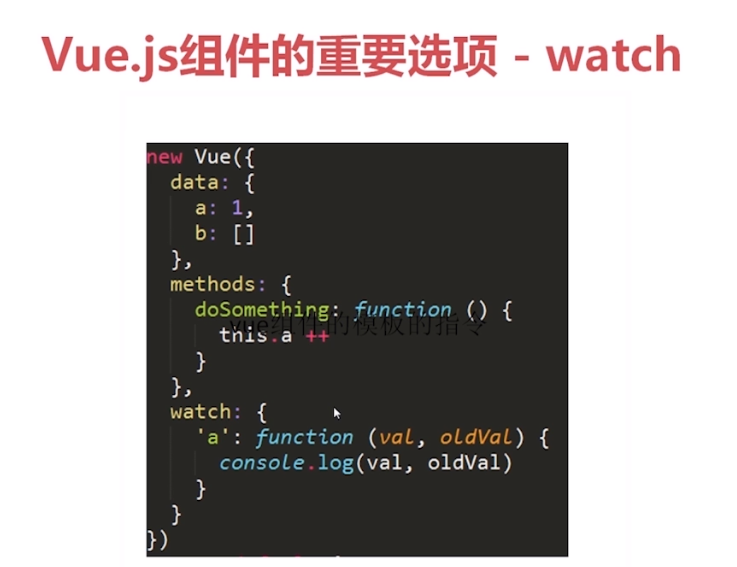 Vue.js组件的重要选项 - watch
new Vue({
data: {
a: 1,
b: []
},
methods: {
doSomething: function () {
vue组件的模板的指令
this.a ++
}
},
watch: {
'a': function (val, oldVal) {
console.log(val, oldVal)
}
}
})